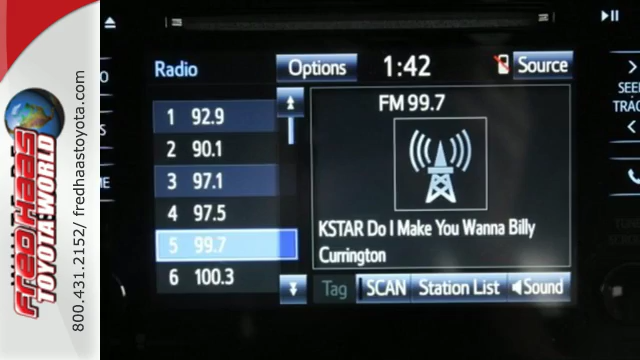 Radio
Options
1:42
Source
1 92.9
2 90.1
3 97.1
4 97.5
5 99.7
6 100.3
FM 99.7
KSTAR Do I Make You Wanna Billy
Currington
Tag
SCAN
Station List
Sound
SEEK
TRAC
FRED HAAS
TOYOTA WORLD
800.431.2152/ fredhaastoyota.com